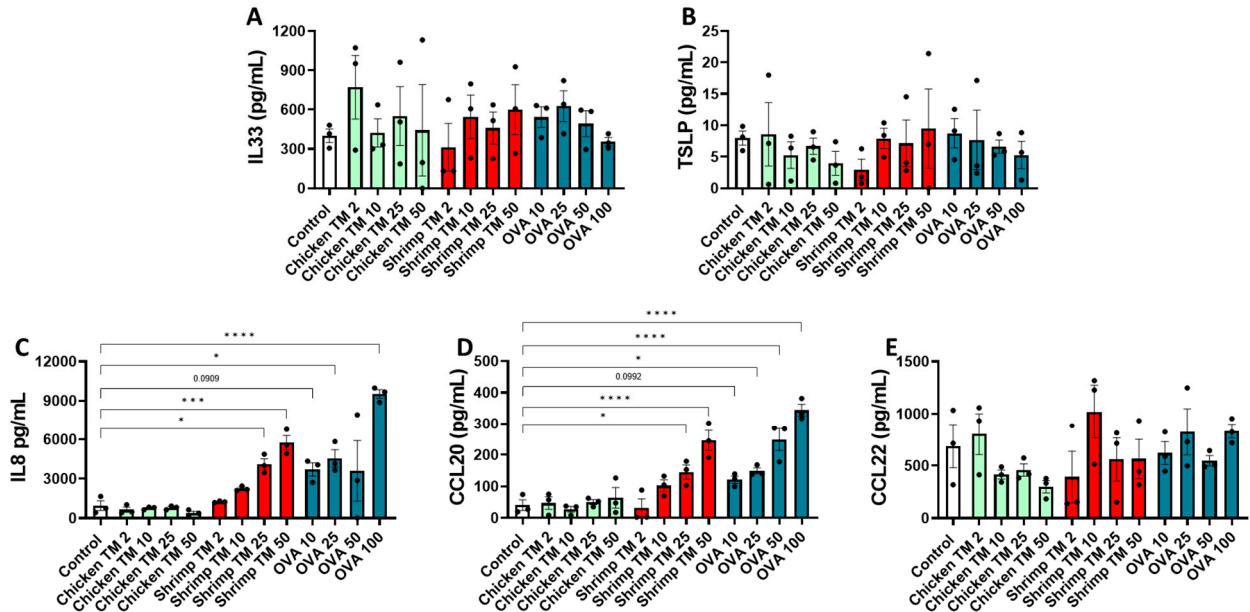 A
IL33 (pg/mL)
1200
900
600
300
0
Control
Chicken TM 2
Chicken TM 10
Chicken TM 25
Chicken TM 50
Shrimp TM 2
Shrimp TM 10
Shrimp TM 25
Shrimp TM 50
OVA 10
OVA 25
OVA 50
OVA 100
B
TSLP (pg/mL)
25
20
15
10
5
0
Control
Chicken TM 2
Chicken TM 10
Chicken TM 25
Chicken TM 50
Shrimp TM 2
Shrimp TM 10
Shrimp TM 25
Shrimp TM 50
OVA 10
OVA 25
OVA 50
OVA 100
C
IL8 pg/mL
12000
9000
6000
3000
0
****
*
0.0909
***
*
Control
Chicken TM 2
Chicken TM 10
Chicken TM 25
Chicken TM 50
Shrimp TM 2
Shrimp TM 10
Shrimp TM 25
Shrimp TM 50
OVA 10
OVA 25
OVA 50
OVA 100
D
CCL20 (pg/mL)
500
400
300
200
100
0
****
****
*
0.0992
****
*
Control
Chicken TM 2
Chicken TM 10
Chicken TM 25
Chicken TM 50
Shrimp TM 2
Shrimp TM 10
Shrimp TM 25
Shrimp TM 50
OVA 10
OVA 25
OVA 50
OVA 100
E
CCL22 (pg/mL)
1500
1000
500
0
Control
Chicken TM 2
Chicken TM 10
Chicken TM 25
Chicken TM 50
Shrimp TM 2
Shrimp TM 10
Shrimp TM 25
Shrimp TM 50
OVA 10
OVA 25
OVA 50
OVA 100